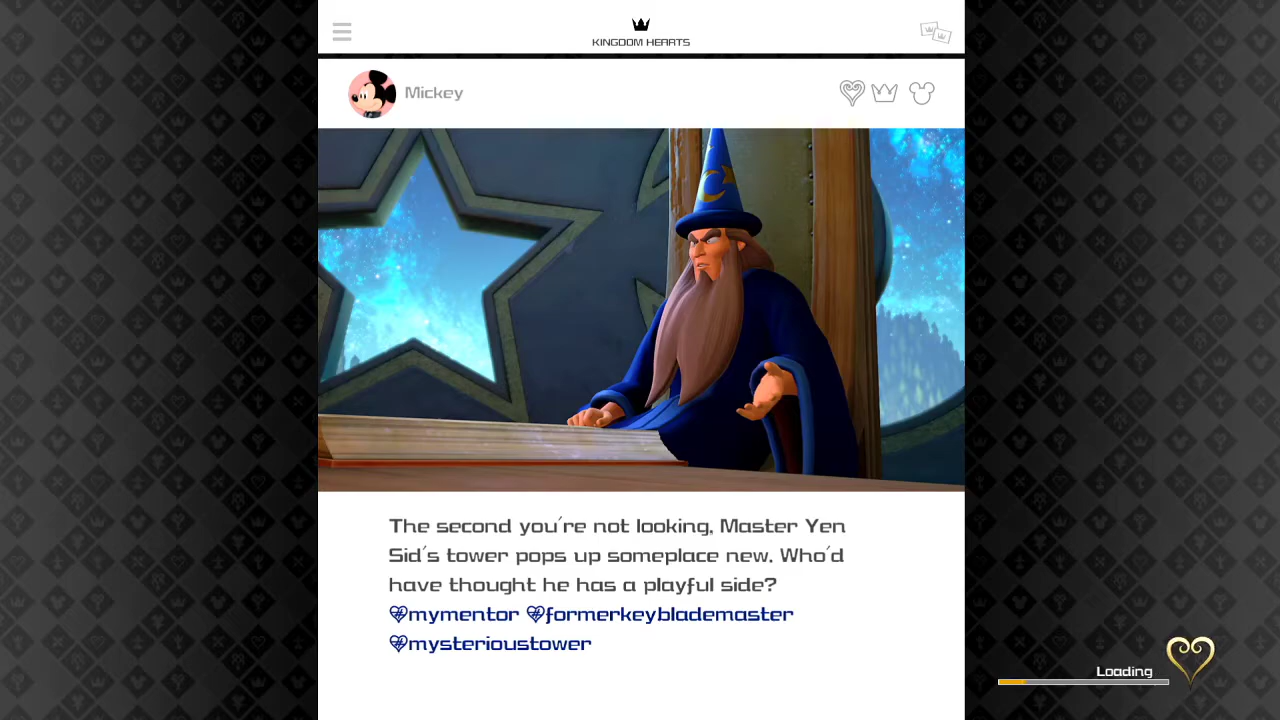 KINGDOM HEARTS
Mickey
The second you're not looking, Master Yen
Sid's tower pops up someplace new. Who'd
have thought he has a playful side?
#mymentor #formerkeyblademaster
#mysterioustower
Loading